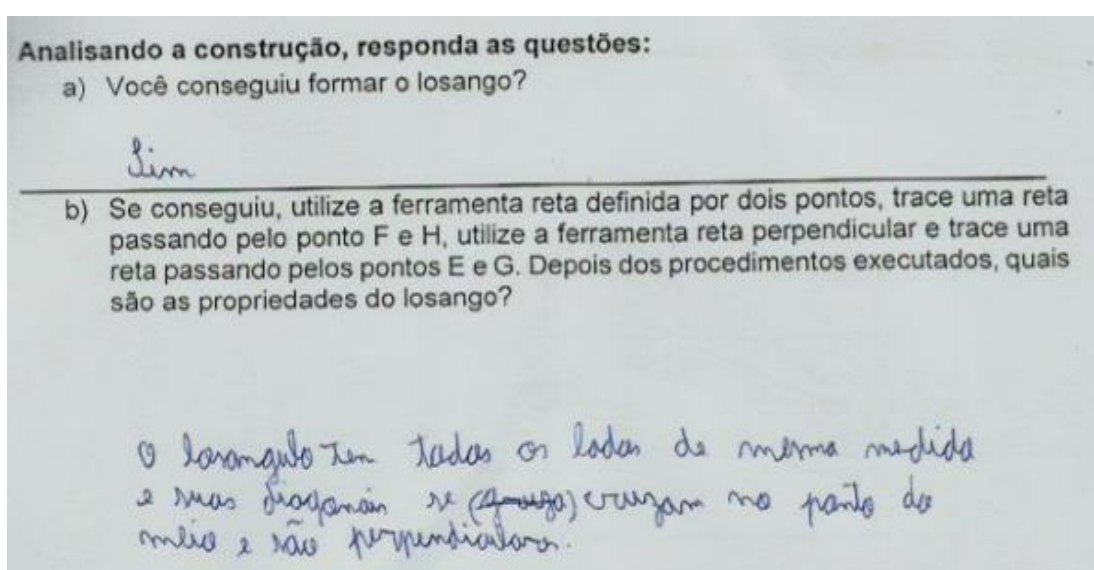 Analisando a construção, responda as questões:
a) Você conseguiu formar o losango?
Sim
b) Se conseguiu, utilize a ferramenta reta definida por dois pontos, trace uma reta
passando pelo ponto F e H, utilize a ferramenta reta perpendicular e trace uma
reta passando pelos pontos E e G. Depois dos procedimentos executados, quais
são as propriedades do losango?
O losangulo tem todos os lados de mesma medida
e suas diagonais se () cruzam no ponto do
meio e são perpendiculares.